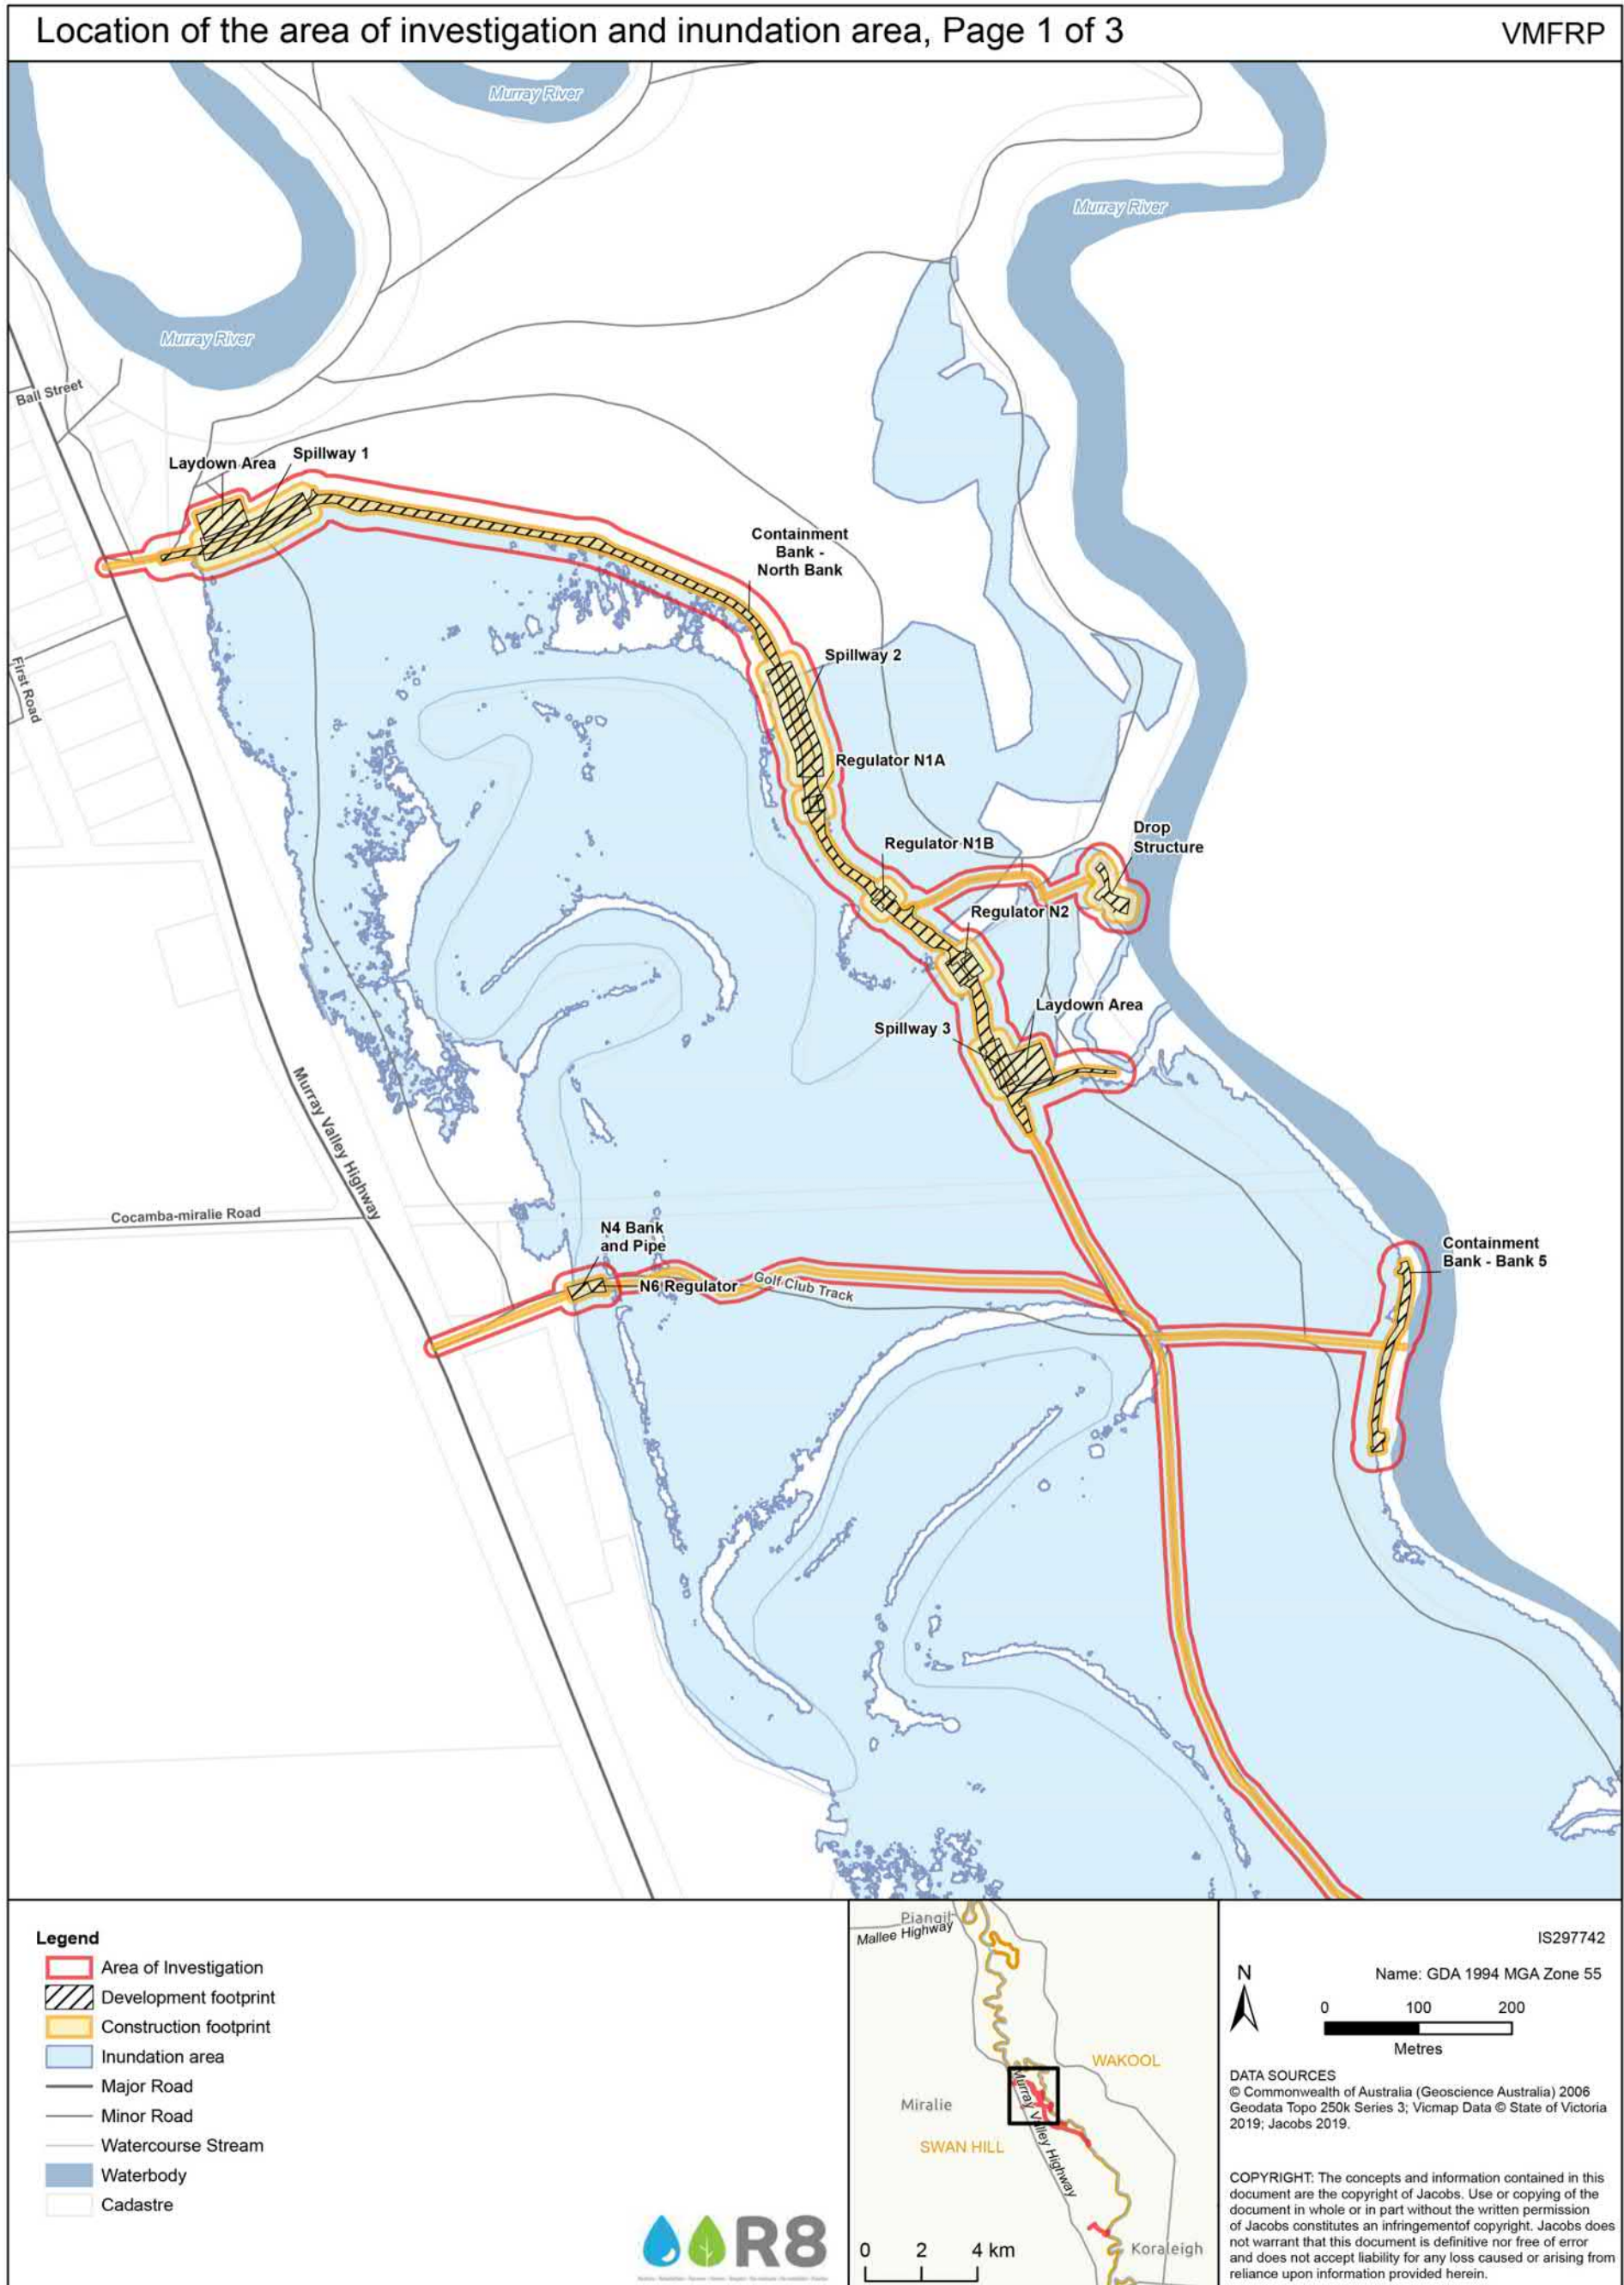 Location of the area of investigation and inundation area, Page 1 of 3
VMFRP
Murray River
Murray River
Murray River
Ball Street
Laydown Area
Spillway 1
Containment
Bank -
North Bank
First Road
Spillway 2
Regulator N1A
Drop
Structure
Regulator N1B
Regulator N2
Laydown Area
Spillway 3
Murray Valley Highway
Cocamba-miralie Road
N4 Bank
and Pipe
N6 Regulator
Golf Club Track
Containment
Bank - Bank 5
Legend
Area of Investigation
Development footprint
Construction footprint
Inundation area
Major Road
Minor Road
Watercourse Stream
Waterbody
Cadastre
R8
Piangil
Mallee Highway
WAKOOL
Miralie
Murray Valley Highway
SWAN HILL
Koraleigh
0 2 4 km
IS297742
N
Name: GDA 1994 MGA Zone 55
0 100 200
Metres
DATA SOURCES
© Commonwealth of Australia (Geoscience Australia) 2006
Geodata Topo 250k Series 3; Vicmap Data © State of Victoria
2019; Jacobs 2019.
COPYRIGHT: The concepts and information contained in this
document are the copyright of Jacobs. Use or copying of the
document in whole or in part without the written permission
of Jacobs constitutes an infringementof copyright. Jacobs does
not warrant that this document is definitive nor free of error
and does not accept liability for any loss caused or arising from
reliance upon information provided herein.